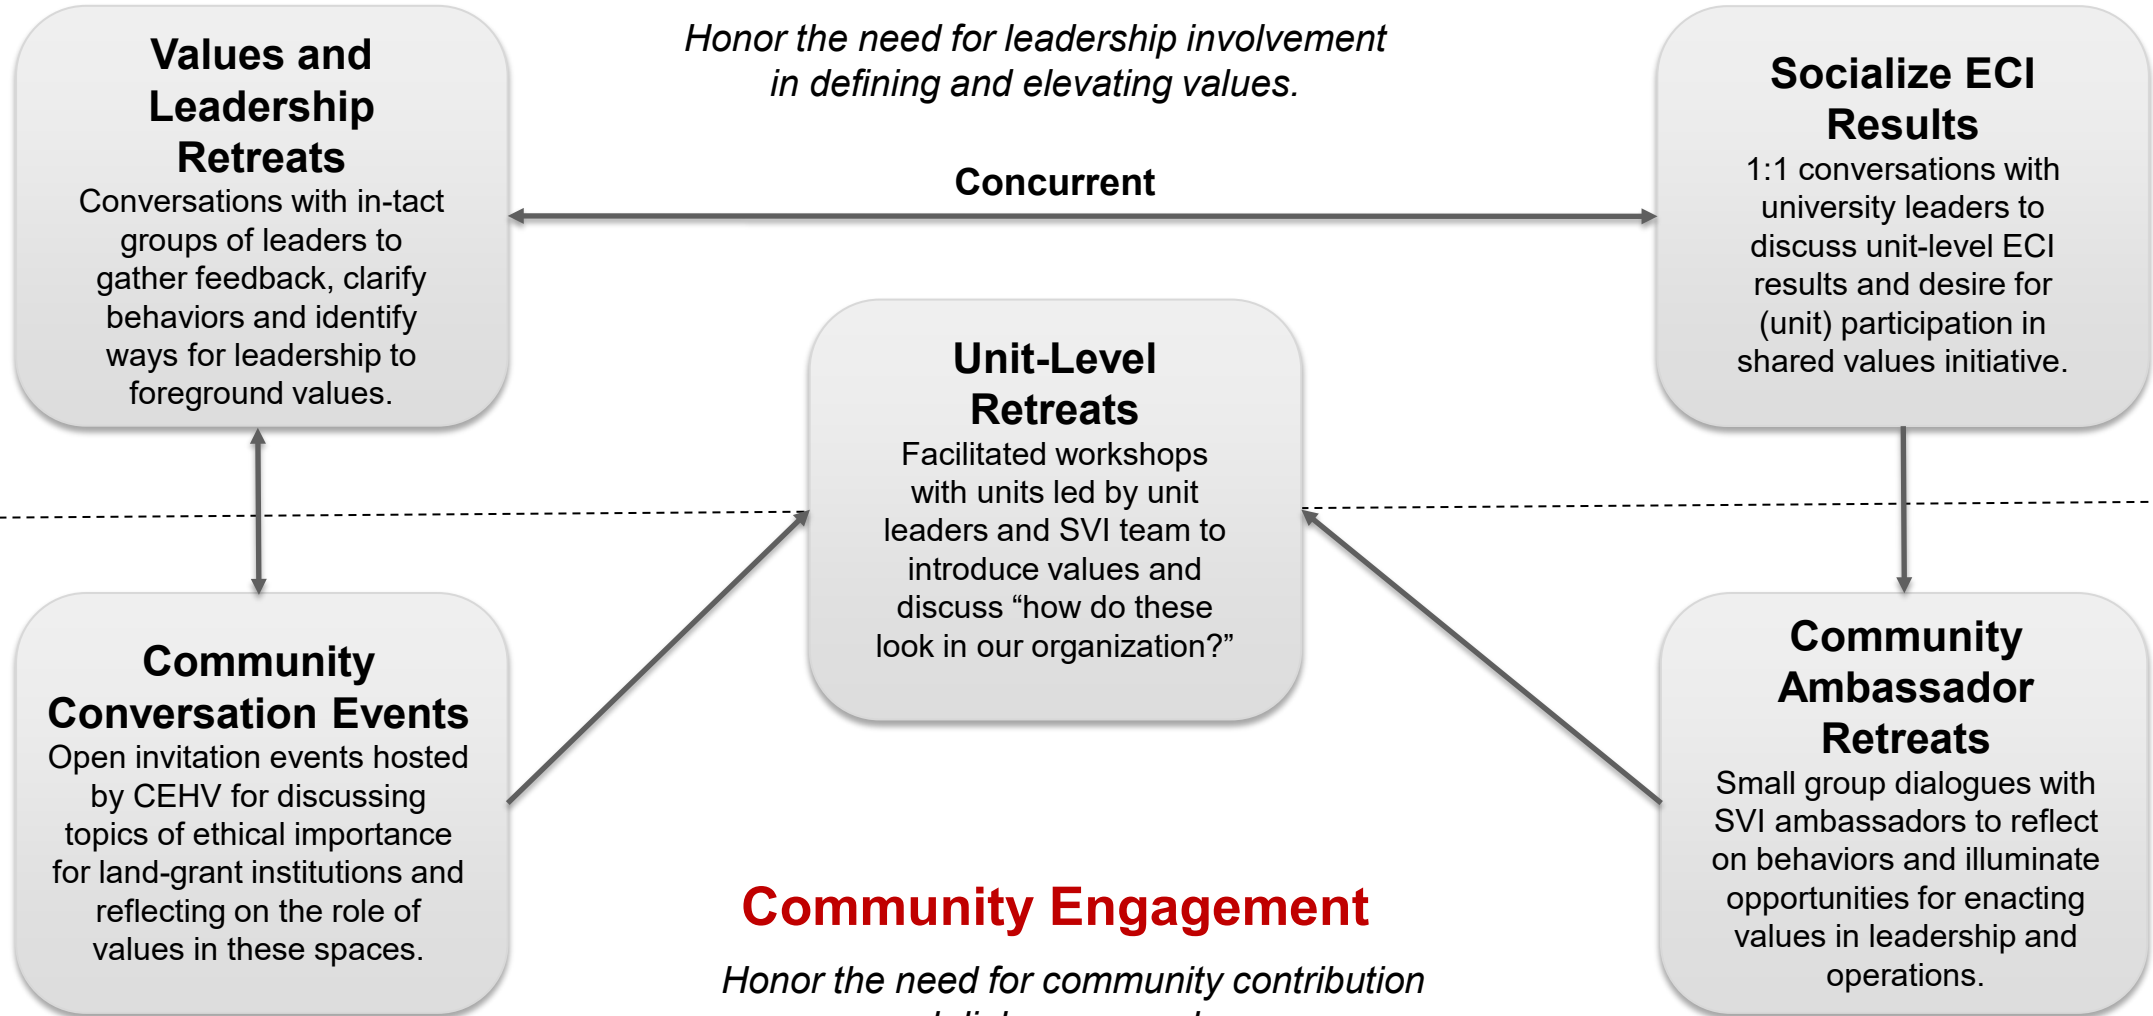 Values and
Leadership
Retreats
Conversations with in-tact
groups of leaders to
gather feedback, clarify
behaviors and identify
ways for leadership to
foreground values.
Honor the need for leadership involvement
in defining and elevating values.
Concurrent
Socialize ECI
Results
1:1 conversations with
university leaders to
discuss unit-level ECI
results and desire for
(unit) participation in
shared values initiative.
Unit-Level
Retreats
Facilitated workshops
with units led by unit
leaders and SVI team to
introduce values and
discuss “how do these
look in our organization?”
Community
Conversation Events
Open invitation events hosted
by CEHV for discussing
topics of ethical importance
for land-grant institutions and
reflecting on the role of
values in these spaces.
Community
Ambassador
Retreats
Small group dialogues with
SVI ambassadors to reflect
on behaviors and illuminate
opportunities for enacting
values in leadership and
operations.
Community Engagement
Honor the need for community contribution